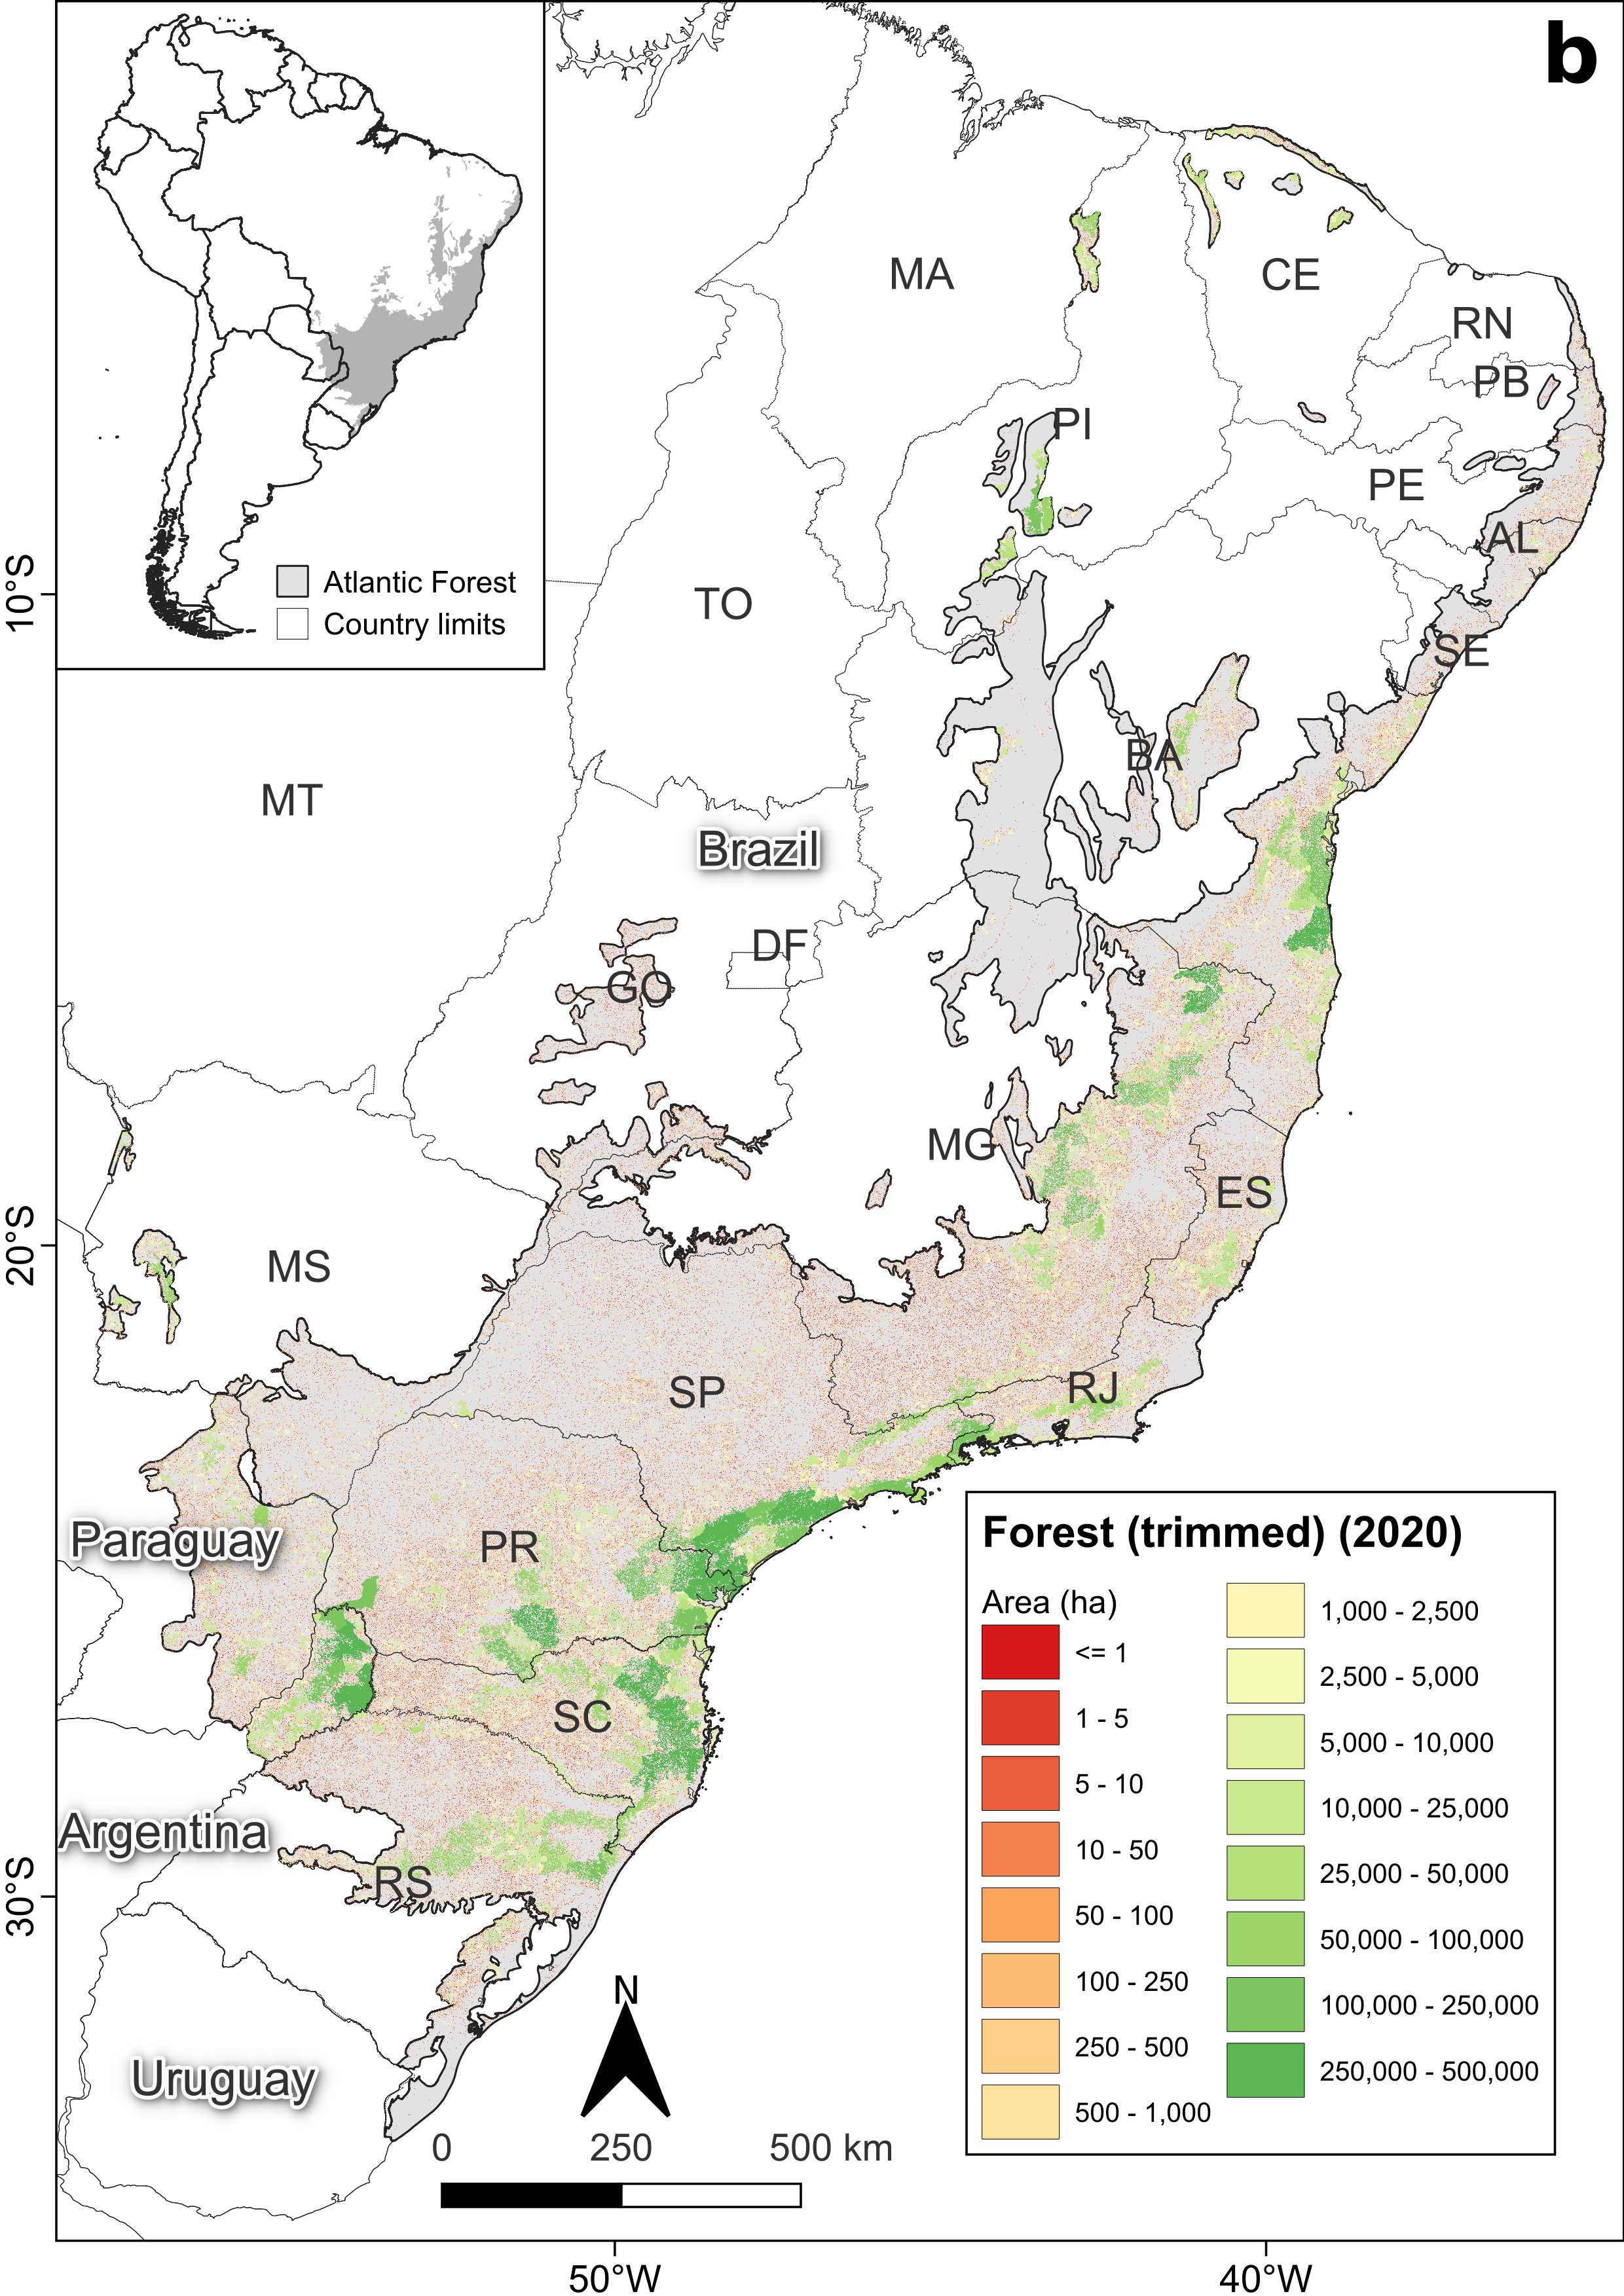 b
MA
CE
RN
PB
PI
PE
AL
Atlantic Forest
Country limits
10°S
TO
SE
BA
MT
Brazil
DF
GO
MG
ES
20°S
MS
SP
RJ
Paraguay
PR
SC
Argentina
RS
30°S
Uruguay
N
0 250 500 km
Forest (trimmed) (2020)
Area (ha)
<= 1
1 - 5
5 - 10
10 - 50
50 - 100
100 - 250
250 - 500
500 - 1,000
1,000 - 2,500
2,500 - 5,000
5,000 - 10,000
10,000 - 25,000
25,000 - 50,000
50,000 - 100,000
100,000 - 250,000
250,000 - 500,000
50°W 40°W